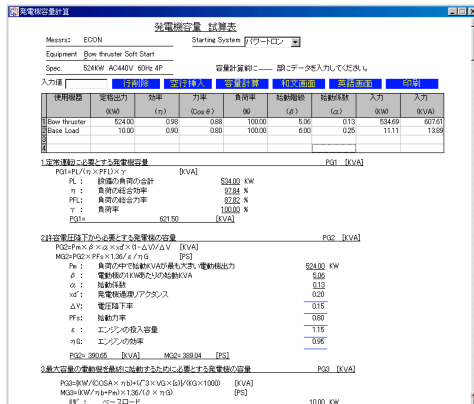 発電機容量計算
発電機容量 試算表
Messrs: ECON
Starting System パワートロン
Equipment Bow thruster Soft Start
Spec. 524KW AC440V 60Hz 4P
容量計算前に—— 部にデータを入力してください。
入力値 行削除 空行挿入 容量計算 和文画面 英語画面 印刷
使用機器 定格出力 効率 力率 負荷率 始動階級 始動係数 入力 入力
(KW) (η) (Cosθ) (%) (β) (α) (KW) (KVA)
1 Bow thruster 524.00 0.98 0.88 100.00 5.06 0.13 534.69 607.61
2 Base Load 10.00 0.90 0.80 100.00 6.00 0.25 11.11 13.89
3
4
1.定常運転に必要とする発電機容量 PG1 [KVA]
PG1=PL/(η×PFL)×γ [KVA]
PL : 設備の負荷の合計 534.00 KW
η : 負荷の総合効率 97.84 %
PFL: 負荷の総合力率 87.82 %
γ : 負荷率 100.00 %
PG1= 621.50 [KVA]
2.許容電圧降下から必要とする発電機の容量 PG2 [KVA]
PG2=Pm×β×α×xd'×(1-ΔV)/ΔV [KVA]
MG2=PG2×PFs×1.36/ε/ηG [PS]
Pm : 負荷の中で始動KVAが最も大きい電動機出力 524.00 KW
β : 電動機の1KW当たりの始動KVA 5.06
α : 始動係数 0.13
xd': 発電機過渡リアクタンス 0.20
ΔV: 電圧降下率 0.15
PFs: 始動力率 0.80
ε : エンジンの投入容量 1.15
ηG: エンジンの効率 0.95
PG2= 390.65 [KVA] MG2= 389.04 [PS]
3.最大容量の電動機を最終に始動するために必要とする発電機の容量 PG3 [KVA]
PG3=(KW/(COSA×ηb)+(√3×VG×Is))/(KG×1000) [KVA]
MG3=(KW/ηb+Pm)×1.36/(δ×ηG) [PS]
KW : ベースロード 10.00 KW